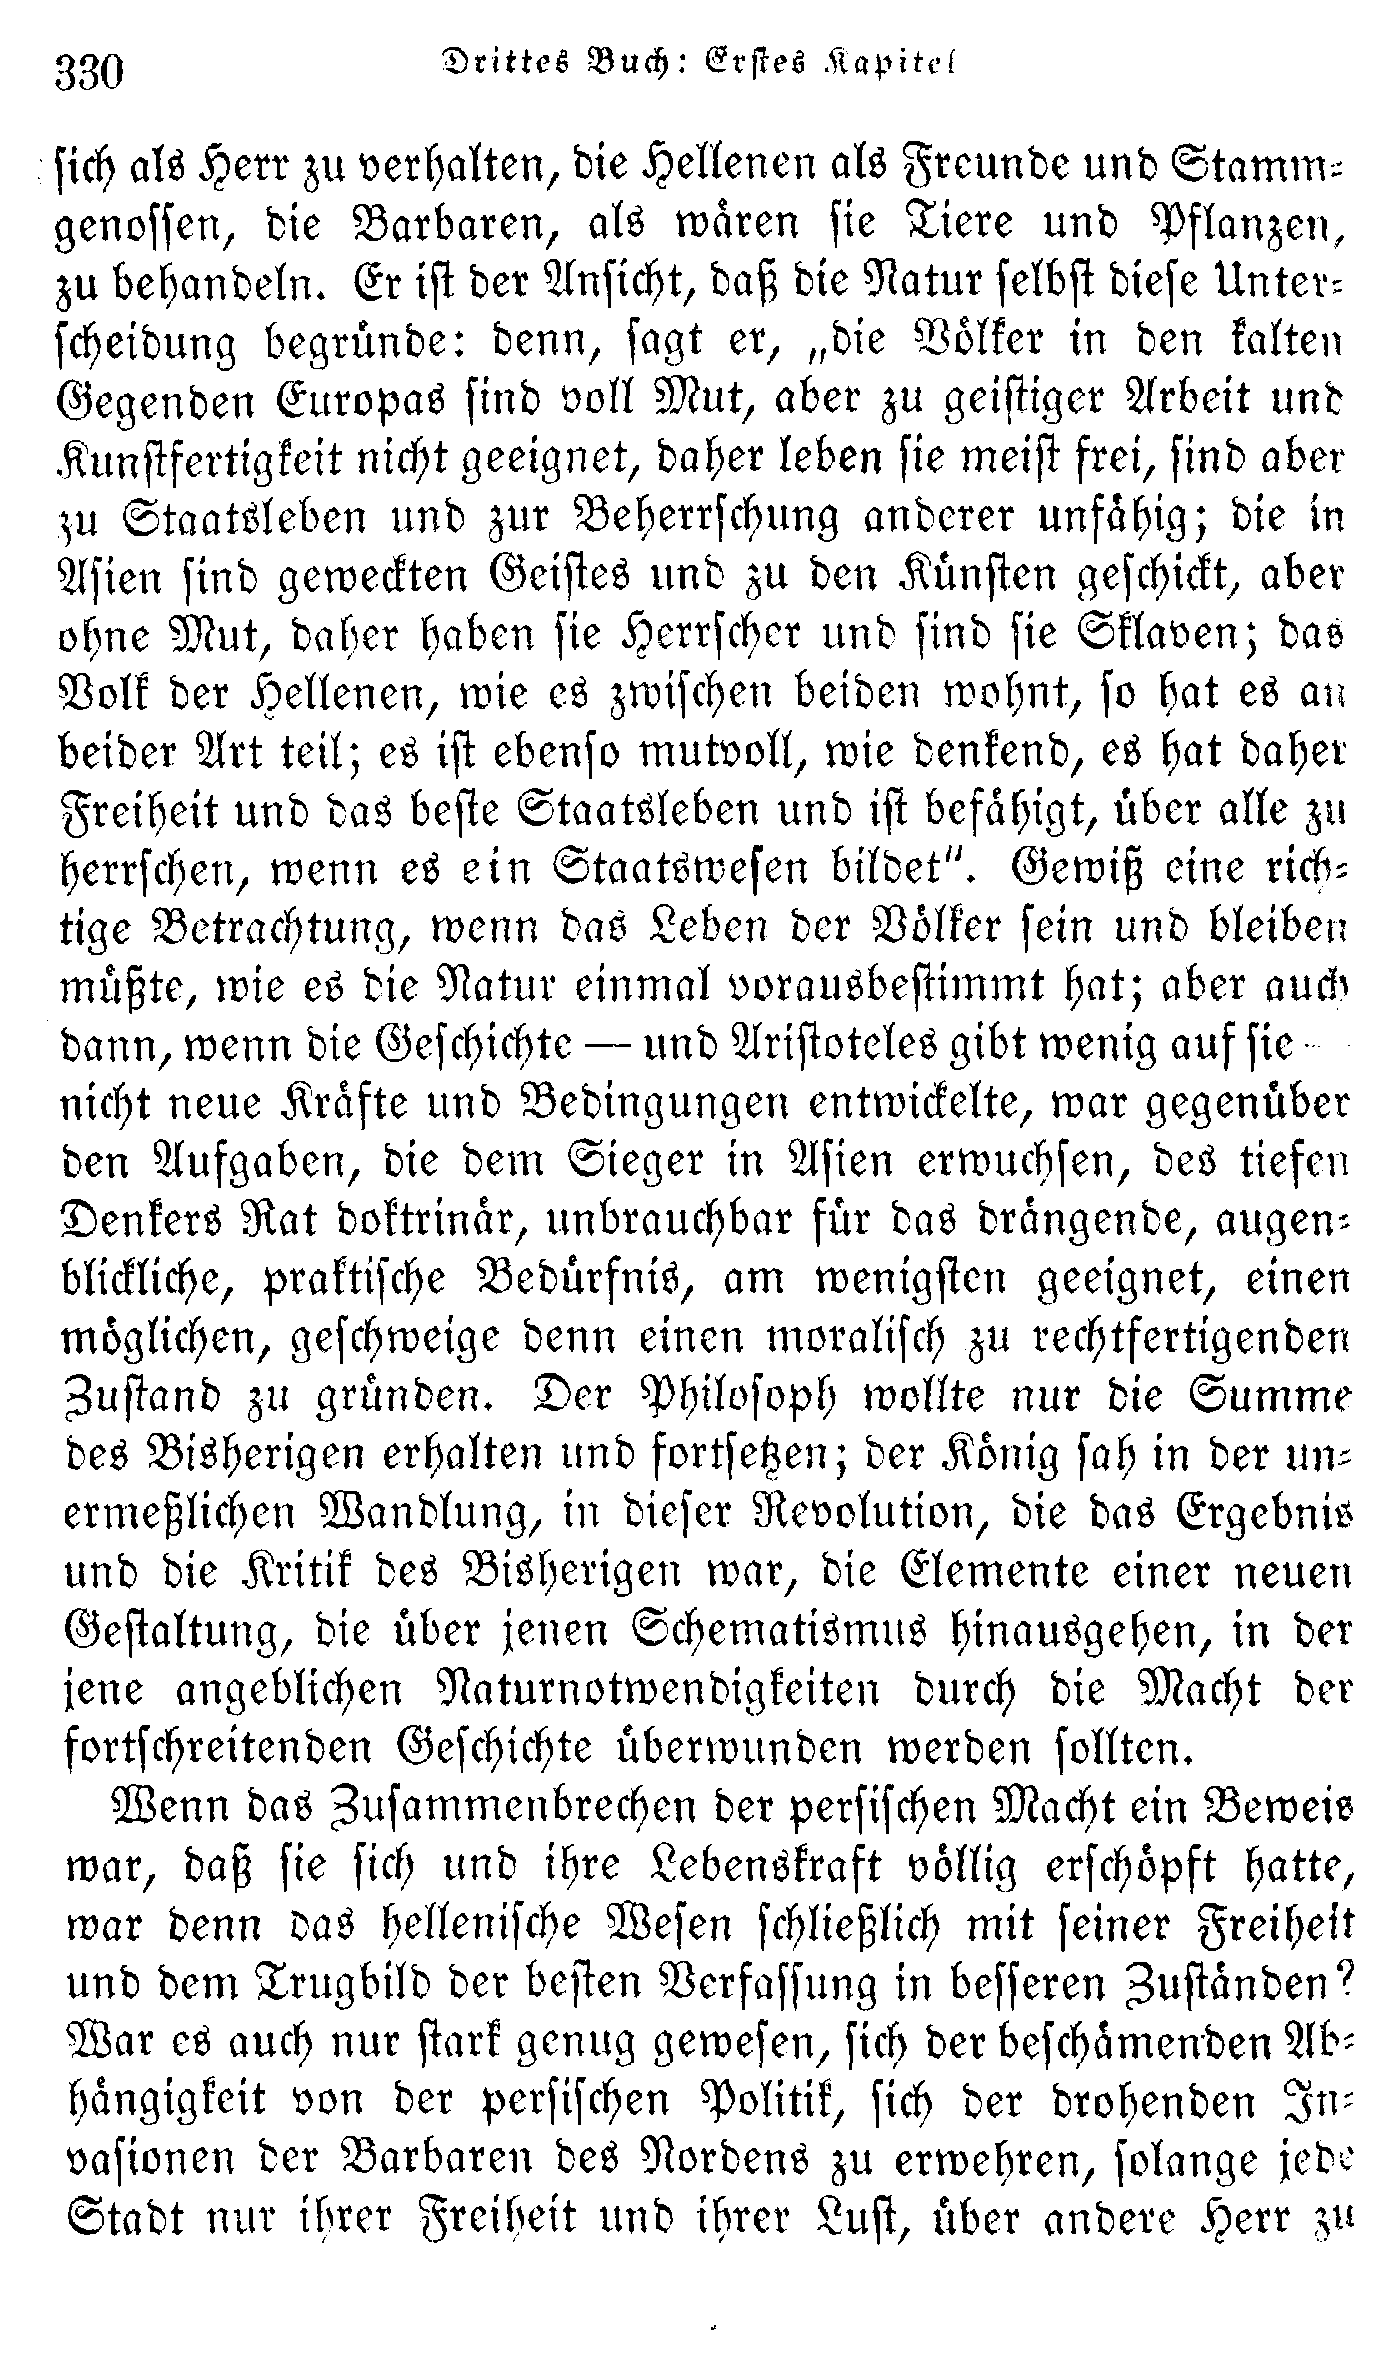 330
Drittes Buch: Erstes Kapitel
sich als Herr zu verhalten, die Hellenen als Freunde und Stamm-
genossen, die Barbaren, als wären sie Tiere und Pflanzen,
zu behandeln. Er ist der Ansicht, daß die Natur selbst diese Unter-
scheidung begründe: denn, sagt er, „die Völker in den kalten
Gegenden Europas sind voll Mut, aber zu geistiger Arbeit und
Kunstfertigkeit nicht geeignet, daher leben sie meist frei, sind aber
zu Staatsleben und zur Beherrschung anderer unfähig; die in
Asien sind geweckten Geistes und zu den Künsten geschickt, aber
ohne Mut, daher haben sie Herrscher und sind sie Sklaven; das
Volk der Hellenen, wie es zwischen beiden wohnt, so hat es an
beider Art teil; es ist ebenso mutvoll, wie denkend, es hat daher
Freiheit und das beste Staatsleben und ist befähigt, über alle zu
herrschen, wenn es ein Staatswesen bildet“. Gewiß eine rich-
tige Betrachtung, wenn das Leben der Völker sein und bleiben
müßte, wie es die Natur einmal vorausbestimmt hat; aber auch
dann, wenn die Geschichte — und Aristoteles gibt wenig auf sie —
nicht neue Kräfte und Bedingungen entwickelte, war gegenüber
den Aufgaben, die dem Sieger in Asien erwuchsen, des tiefen
Denkers Rat doktrinär, unbrauchbar für das drängende, augen-
blickliche, praktische Bedürfnis, am wenigsten geeignet, einen
möglichen, geschweige denn einen moralisch zu rechtfertigenden
Zustand zu gründen. Der Philosoph wollte nur die Summe
des Bisherigen erhalten und fortsetzen; der König sah in der un-
ermeßlichen Wandlung, in dieser Revolution, die das Ergebnis
und die Kritik des Bisherigen war, die Elemente einer neuen
Gestaltung, die über jenen Schematismus hinausgehen, in der
jene angeblichen Naturnotwendigkeiten durch die Macht der
fortschreitenden Geschichte überwunden werden sollten.
Wenn das Zusammenbrechen der persischen Macht ein Beweis
war, daß sie sich und ihre Lebenskraft völlig erschöpft hatte,
war denn das hellenische Wesen schließlich mit seiner Freiheit
und dem Trugbild der besten Verfassung in besseren Zuständen?
War es auch nur stark genug gewesen, sich der beschämenden Ab-
hängigkeit von der persischen Politik, sich der drohenden In-
vasionen der Barbaren des Nordens zu erwehren, solange jede
Stadt nur ihrer Freiheit und ihrer Lust, über andere Herr zu